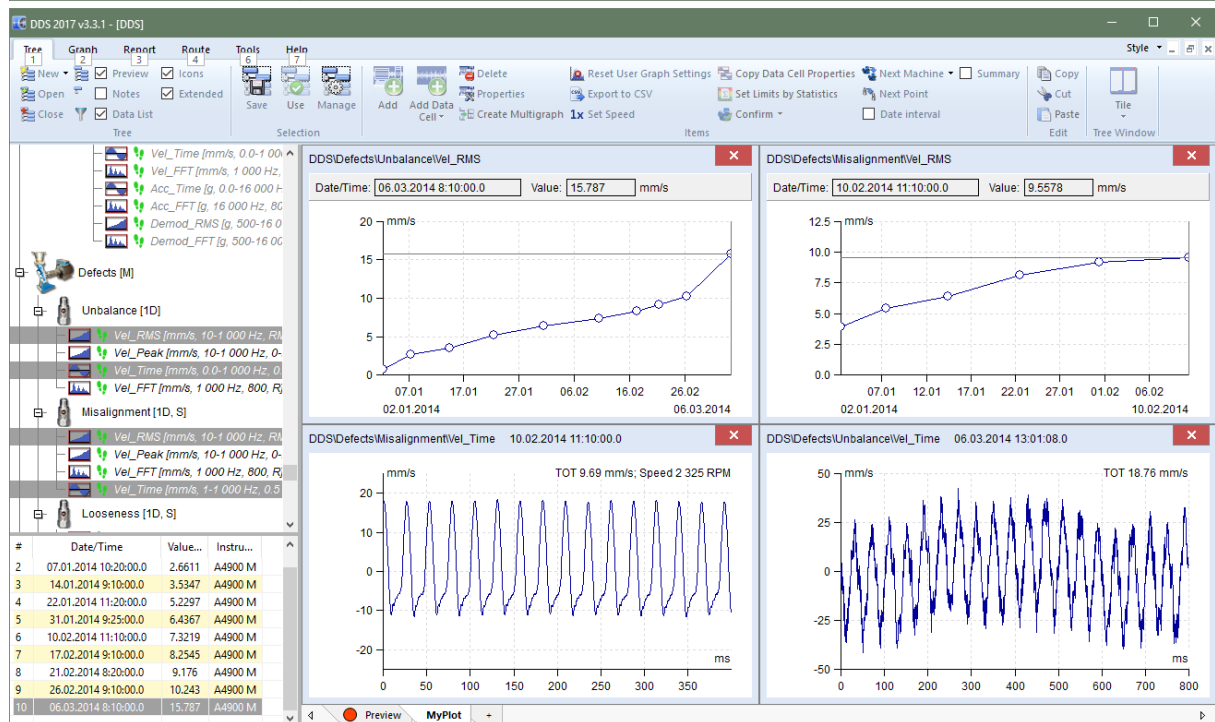 DDS 2017 v3.3.1 - [DDS]
Tree Graph Report Route Tools Help Style
1 2 3 4 6 7
New Preview Icons Delete Reset User Graph Settings Copy Data Cell Properties Next Machine Summary Copy
Open Notes Extended Save Use Manage Add Add Data Cell Properties Export to CSV Set Limits by Statistics Next Point Cut Tile
Close Data List Create Multigraph 1x Set Speed Confirm Date interval Paste
Tree Selection Items Edit Tree Window
Vel_Time [mm/s, 0.0-1 00
Vel_FFT [mm/s, 1 000 Hz,
Acc_Time [g, 0.0-16 000 H
Acc_FFT [g, 16 000 Hz, 80
Demod_RMS [g, 500-16 0
Demod_FFT [g, 500-16 00
Defects [M]
Unbalance [1D]
Vel_RMS [mm/s, 10-1 000 Hz, RM
Vel_Peak [mm/s, 10-1 000 Hz, 0-
Vel_Time [mm/s, 0.0-1 000 Hz, 0.
Vel_FFT [mm/s, 1 000 Hz, 800, R]
Misalignment [1D, S]
Vel_RMS [mm/s, 10-1 000 Hz, RM
Vel_Peak [mm/s, 10-1 000 Hz, 0-
Vel_FFT [mm/s, 1 000 Hz, 800, R]
Vel_Time [mm/s, 1-1 000 Hz, 0.5
Looseness [1D, S]
# Date/Time Value... Instru...
2 07.01.2014 10:20:00.0 2.6611 A4900 M
3 14.01.2014 9:10:00.0 3.5347 A4900 M
4 22.01.2014 11:20:00.0 5.2297 A4900 M
5 31.01.2014 9:25:00.0 6.4367 A4900 M
6 10.02.2014 11:10:00.0 7.3219 A4900 M
7 17.02.2014 9:10:00.0 8.2545 A4900 M
8 21.02.2014 8:20:00.0 9.176 A4900 M
9 26.02.2014 9:10:00.0 10.243 A4900 M
10 06.03.2014 8:10:00.0 15.787 A4900 M
DDS\Defects\Unbalance\Vel_RMS
Date/Time: 06.03.2014 8:10:00.0 Value: 15.787 mm/s
mm/s
20
15
10
5
0
07.01 17.01 27.01 06.02 16.02 26.02
02.01.2014 06.03.2014
DDS\Defects\Misalignment\Vel_RMS
Date/Time: 10.02.2014 11:10:00.0 Value: 9.5578 mm/s
mm/s
12.5
10.0
7.5
5.0
2.5
0.0
07.01 12.01 17.01 22.01 27.01 01.02 06.02
02.01.2014 10.02.2014
DDS\Defects\Misalignment\Vel_Time 10.02.2014 11:10:00.0
mm/s TOT 9.69 mm/s; Speed 2 325 RPM
20
10
0
-10
-20
ms
0 50 100 150 200 250 300 350
DDS\Defects\Unbalance\Vel_Time 06.03.2014 13:01:08.0
mm/s TOT 18.76 mm/s
50
25
0
-25
-50
ms
0 100 200 300 400 500 600 700 800
Preview MyPlot +